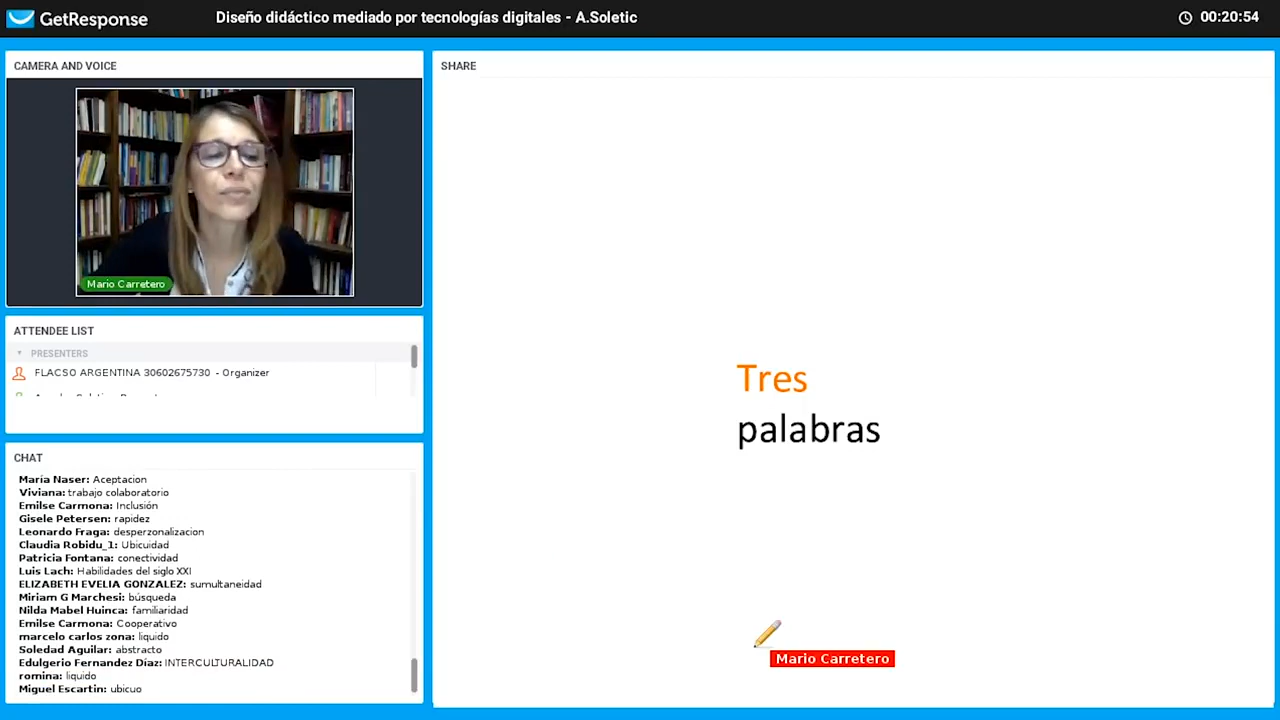 GetResponse
Diseño didáctico mediado por tecnologías digitales - A.Soletic
00:20:54
CAMERA AND VOICE
Mario Carretero
ATTENDEE LIST
PRESENTERS
FLACSO ARGENTINA 30602675730 - Organizer
CHAT
María Naser: Aceptacion
Viviana: trabajo colaboratorio
Emilse Carmona: Inclusión
Gisele Petersen: rapidez
Leonardo Fraga: desperzonalizacion
Claudia Robidu_1: Ubicuidad
Patricia Fontana: conectividad
Luis Lach: Habilidades del siglo XXI
ELIZABETH EVELIA GONZALEZ: sumultaneidad
Miriam G Marchesi: búsqueda
Nilda Mabel Huinca: familiaridad
Emilse Carmona: Cooperativo
marcelo carlos zona: liquido
Soledad Aguilar: abstracto
Edulgerio Fernandez Díaz: INTERCULTURALIDAD
romina: liquido
Miguel Escartin: ubicuo
SHARE
Tres
palabras
Mario Carretero